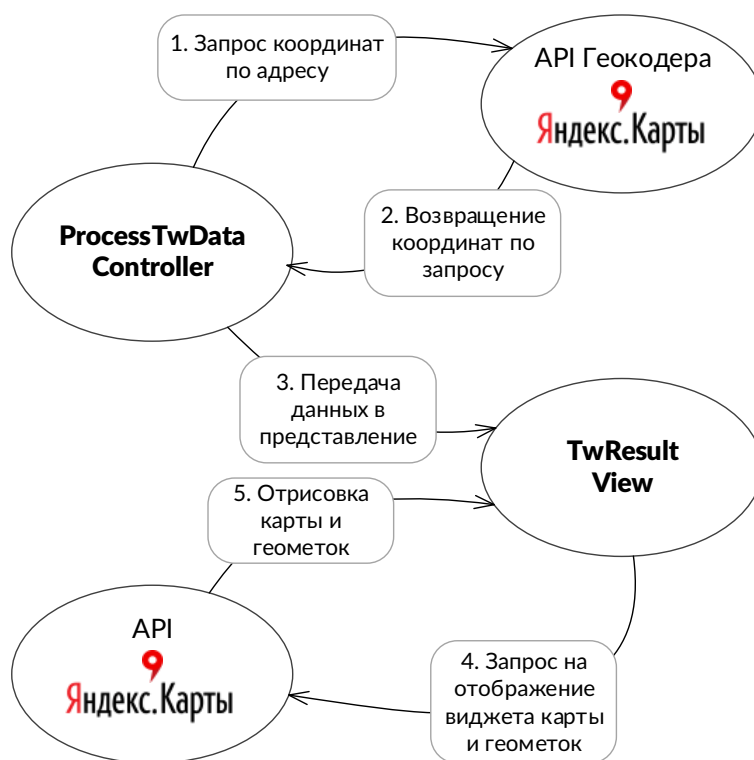 1. Запрос координат
по адресу
API Геокодера
Яндекс.Карты
ProcessTwData
Controller
2. Возвращение
координат по
запросу
3. Передача
данных в
представление
TwResult
View
5. Отрисовка
карты и
геометок
API
Яндекс.Карты
4. Запрос на
отображение
виджета карты
и геометок